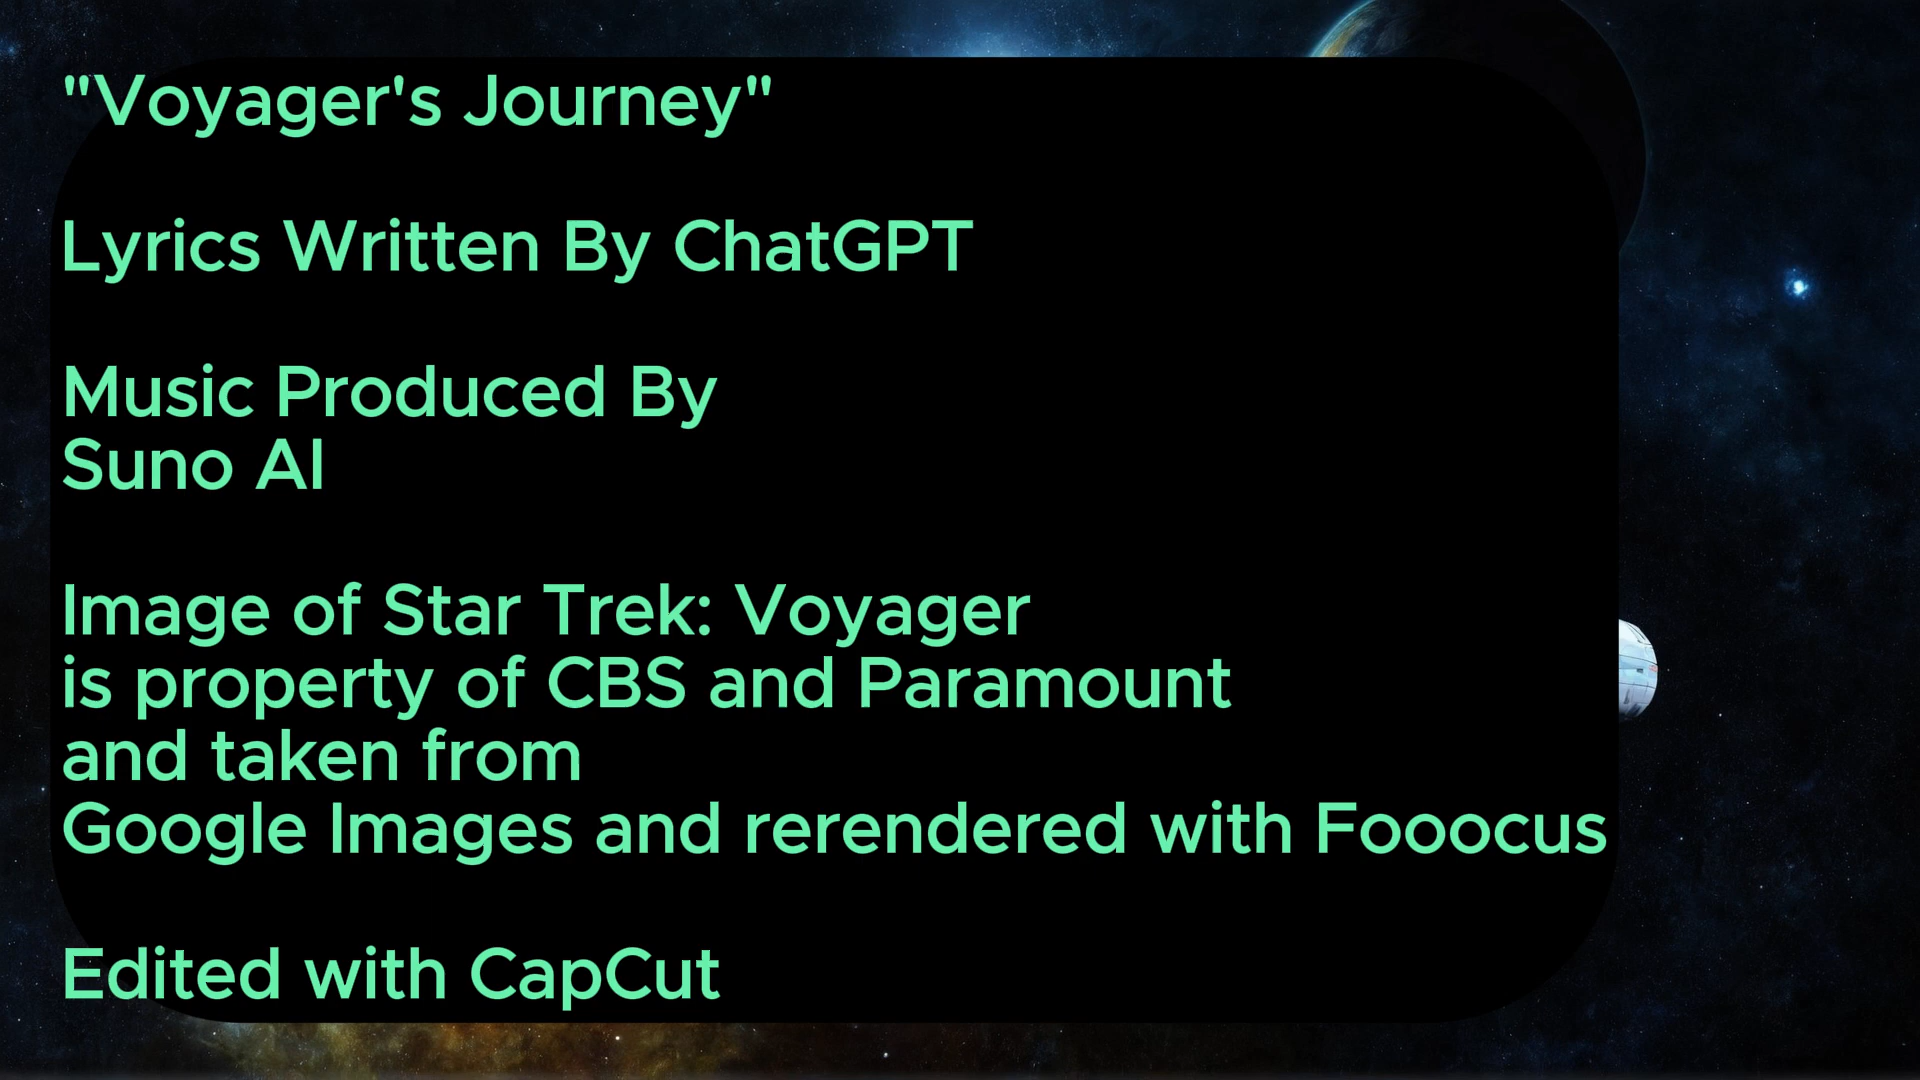 "Voyager's Journey"
Lyrics Written By ChatGPT
Music Produced By
Suno AI
Image of Star Trek: Voyager
is property of CBS and Paramount
and taken from
Google Images and rerendered with Fooocus
Edited with CapCut